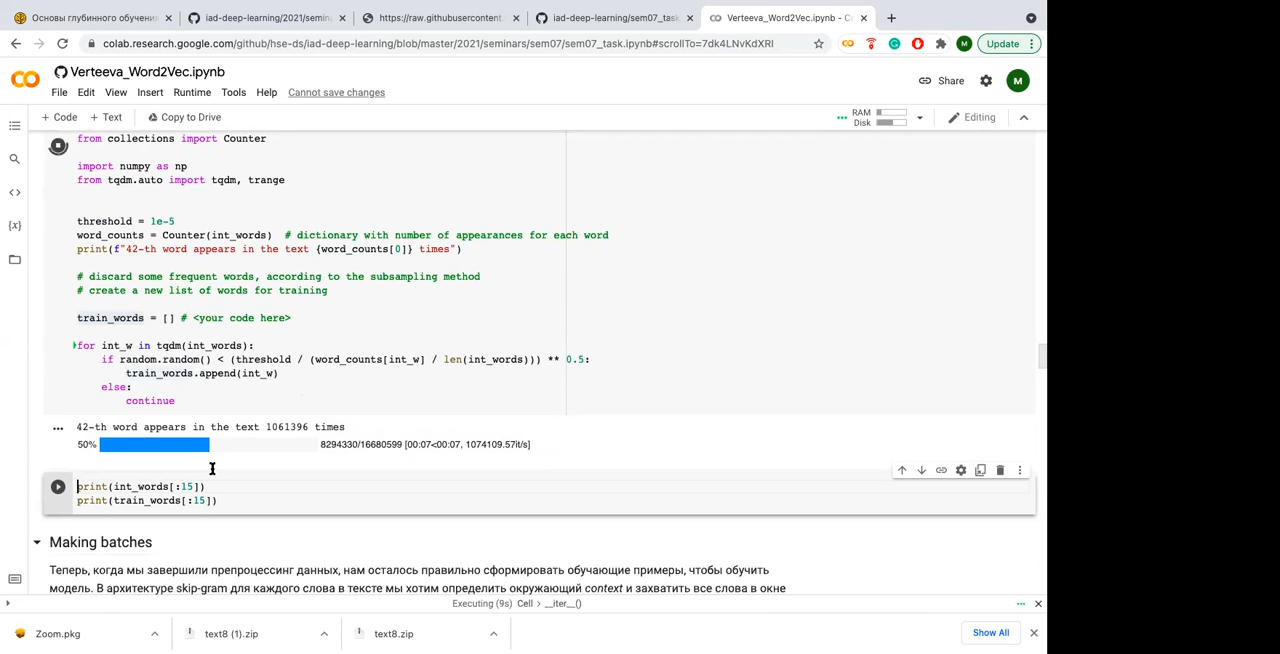 Основы глубинного обучени
iad-deep-learning/2021/semina
https://raw.githubusercontent.
iad-deep-learning/sem07_task
Verteeva_Word2Vec.ipynb - Co
colab.research.google.com/github/hse-ds/iad-deep-learning/blob/master/2021/seminars/sem07/sem07_task.ipynb#scrollTo=7dk4LNvKdXRI
M
Update
Verteeva_Word2Vec.ipynb
Share
M
File Edit View Insert Runtime Tools Help Cannot save changes
+ Code + Text Copy to Drive
RAM
Disk
Editing
from collections import Counter
import numpy as np
from tqdm.auto import tqdm, trange
threshold = 1e-5
word_counts = Counter(int_words)  # dictionary with number of appearances for each word
print(f"42-th word appears in the text {word_counts[0]} times")
# discard some frequent words, according to the subsampling method
# create a new list of words for training
train_words = [] # <your code here>
for int_w in tqdm(int_words):
if random.random() < (threshold / (word_counts[int_w] / len(int_words))) ** 0.5:
train_words.append(int_w)
else:
continue
42-th word appears in the text 1061396 times
50% 8294330/16680599 [00:07<00:07, 1074109.57it/s]
print(int_words[:15])
print(train_words[:15])
Making batches
Теперь, когда мы завершили препроцессинг данных, нам осталось правильно сформировать обучающие примеры, чтобы обучить
модель. В архитектуре skip-gram для каждого слова в тексте мы хотим определить окружающий context и захватить все слова в окне
Executing (9s) Cell > __iter__()
Zoom.pkg
text8 (1).zip
text8.zip
Show All